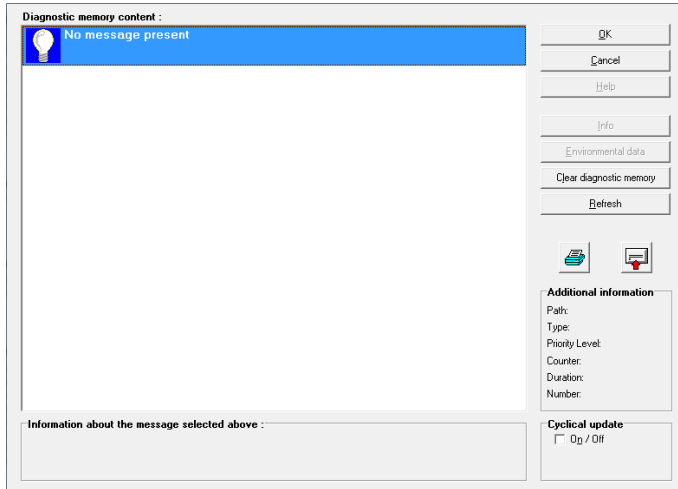 Diagnostic memory content :
No message present
OK
Cancel
Help
Info
Environmental data
Clear diagnostic memory
Refresh
Additional information
Path:
Type:
Priority Level:
Counter:
Duration:
Number:
Information about the message selected above :
Cyclical update
On / Off